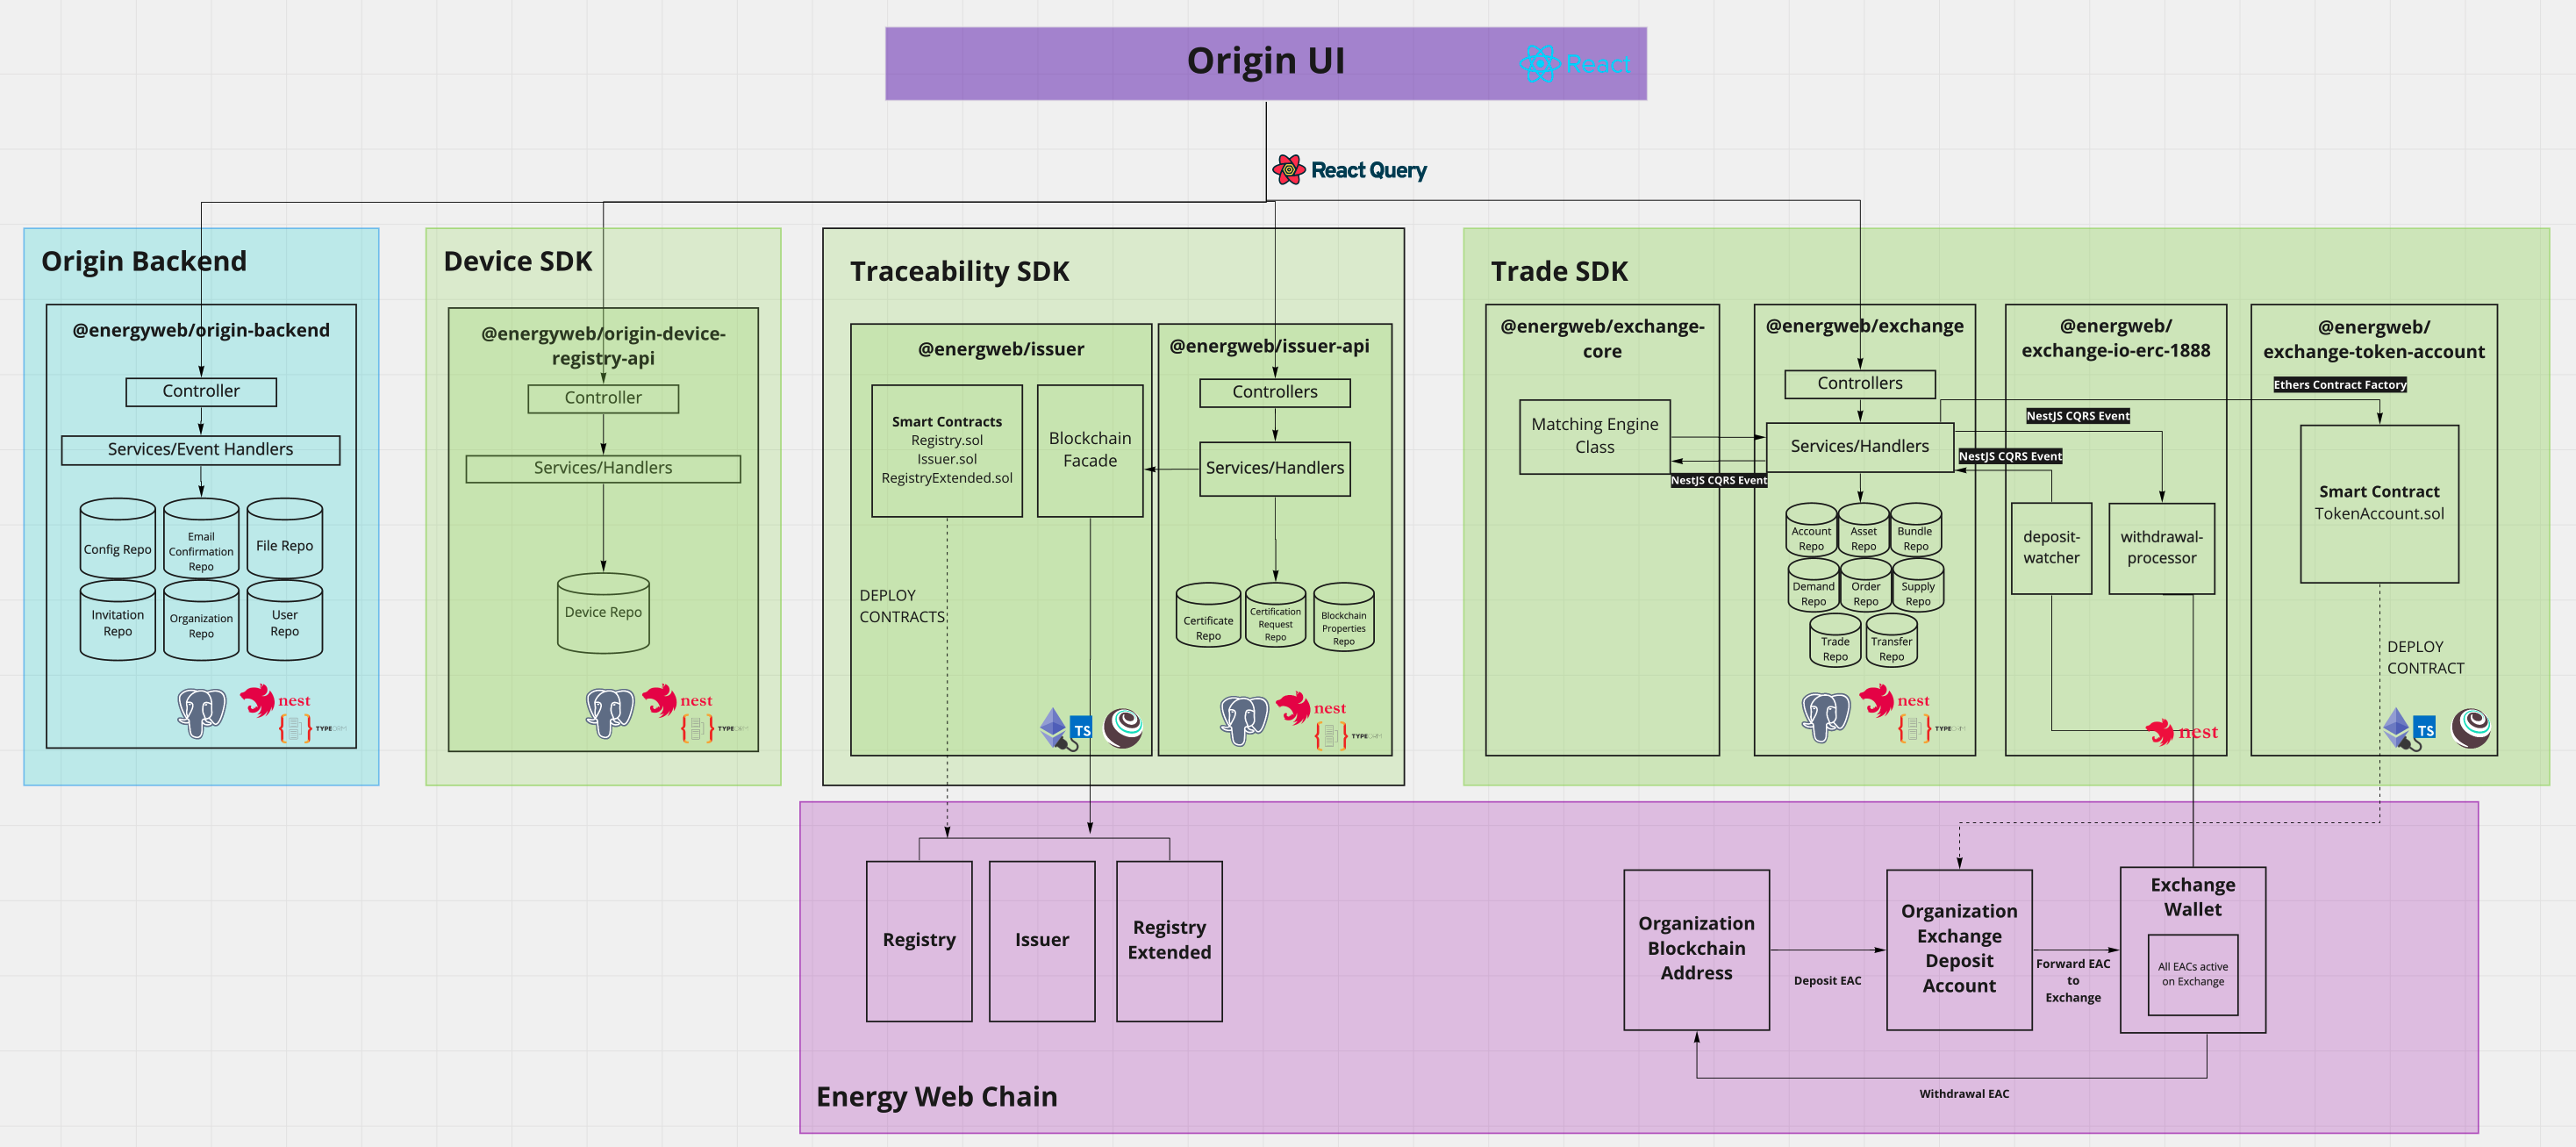 Origin UI
React
React Query
Origin Backend
@energyweb/origin-backend
Controller
Services/Event Handlers
Config Repo
Email
Confirmation
Repo
File Repo
Invitation
Repo
Organization
Repo
User
Repo
nest
TYPEORM
Device SDK
@energyweb/origin-device-
registry-api
Controller
Services/Handlers
Device Repo
nest
TYPEORM
Traceability SDK
@energweb/issuer
Smart Contracts
Registry.sol
Issuer.sol
RegistryExtended.sol
Blockchain
Facade
DEPLOY
CONTRACTS
TS
@energweb/issuer-api
Controllers
Services/Handlers
Certificate
Repo
Certification
Request
Repo
Blockchain
Properties
Repo
nest
TYPEORM
Trade SDK
@energweb/exchange-
core
Matching Engine
Class
NestJS CQRS Event
@energweb/exchange
Controllers
Services/Handlers
Account
Repo
Asset
Repo
Bundle
Repo
Demand
Repo
Order
Repo
Supply
Repo
Trade
Repo
Transfer
Repo
nest
TYPEORM
@energweb/
exchange-io-erc-1888
NestJS CQRS Event
NestJS CQRS Event
deposit-
watcher
withdrawal-
processor
nest
@energweb/
exchange-token-account
Ethers Contract Factory
Smart Contract
TokenAccount.sol
DEPLOY
CONTRACT
TS
Registry
Issuer
Registry
Extended
Organization
Blockchain
Address
Deposit EAC
Organization
Exchange
Deposit
Account
Forward EAC
to
Exchange
Exchange
Wallet
All EACs active
on Exchange
Withdrawal EAC
Energy Web Chain